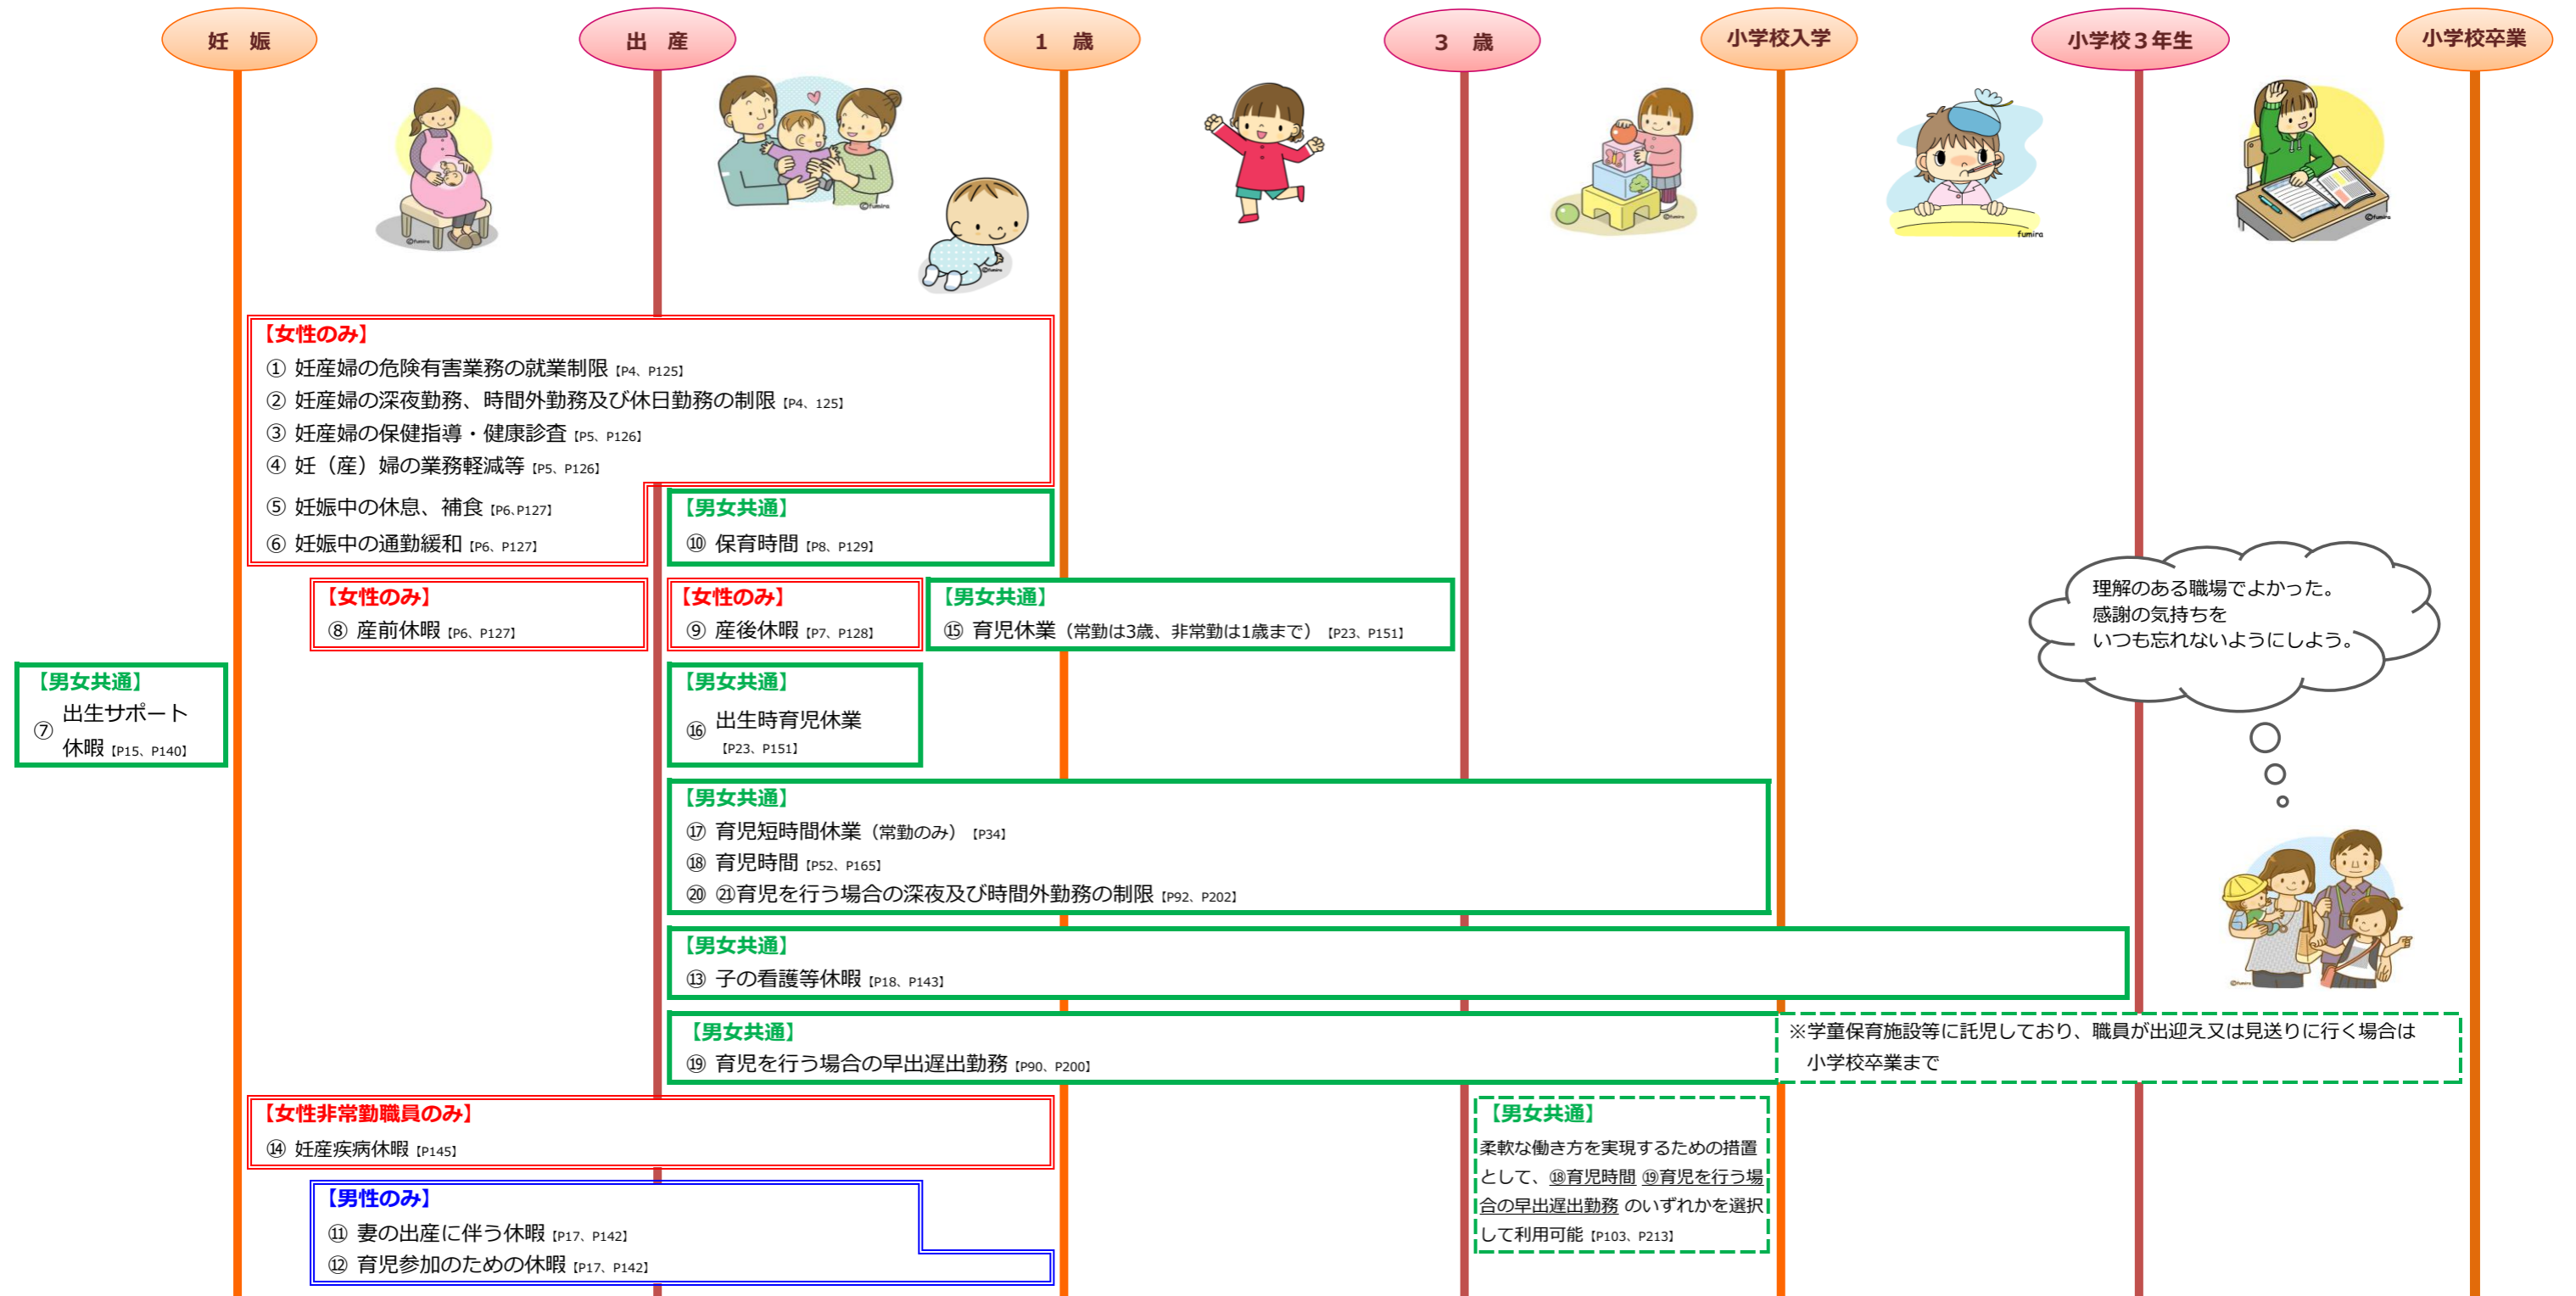 妊　娠
出　産
１　歳
３　歳
小学校入学
小学校３年生
小学校卒業
©fumira
©fumira
©fumira
©fumira
fumira
©fumira
【女性のみ】
① 妊産婦の危険有害業務の就業制限【P4、P125】
② 妊産婦の深夜勤務、時間外勤務及び休日勤務の制限【P4、125】
③ 妊産婦の保健指導・健康診査【P5、P126】
④ 妊（産）婦の業務軽減等【P5、P126】
⑤ 妊娠中の休息、補食【P6、P127】
⑥ 妊娠中の通勤緩和【P6、P127】
【男女共通】
⑩ 保育時間【P8、P129】
【女性のみ】
⑧ 産前休暇【P6、P127】
【女性のみ】
⑨ 産後休暇【P7、P128】
【男女共通】
⑮ 育児休業（常勤は3歳、非常勤は1歳まで）【P23、P151】
理解のある職場でよかった。
感謝の気持ちを
いつも忘れないようにしよう。
【男女共通】
⑦ 出生サポート
休暇【P15、P140】
【男女共通】
⑯ 出生時育児休業
【P23、P151】
【男女共通】
⑰ 育児短時間休業（常勤のみ）【P34】
⑱ 育児時間【P52、P165】
⑳ ㉑育児を行う場合の深夜及び時間外勤務の制限【P92、P202】
【男女共通】
⑬ 子の看護等休暇【P18、P143】
©fumira
【男女共通】
⑲ 育児を行う場合の早出遅出勤務【P90、P200】
※学童保育施設等に託児しており、職員が出迎え又は見送りに行く場合は
小学校卒業まで
【女性非常勤職員のみ】
⑭ 妊産疾病休暇【P145】
【男女共通】
柔軟な働き方を実現するための措置
として、⑱育児時間 ⑲育児を行う場
合の早出遅出勤務 のいずれかを選択
して利用可能【P103、P213】
【男性のみ】
⑪ 妻の出産に伴う休暇【P17、P142】
⑫ 育児参加のための休暇【P17、P142】